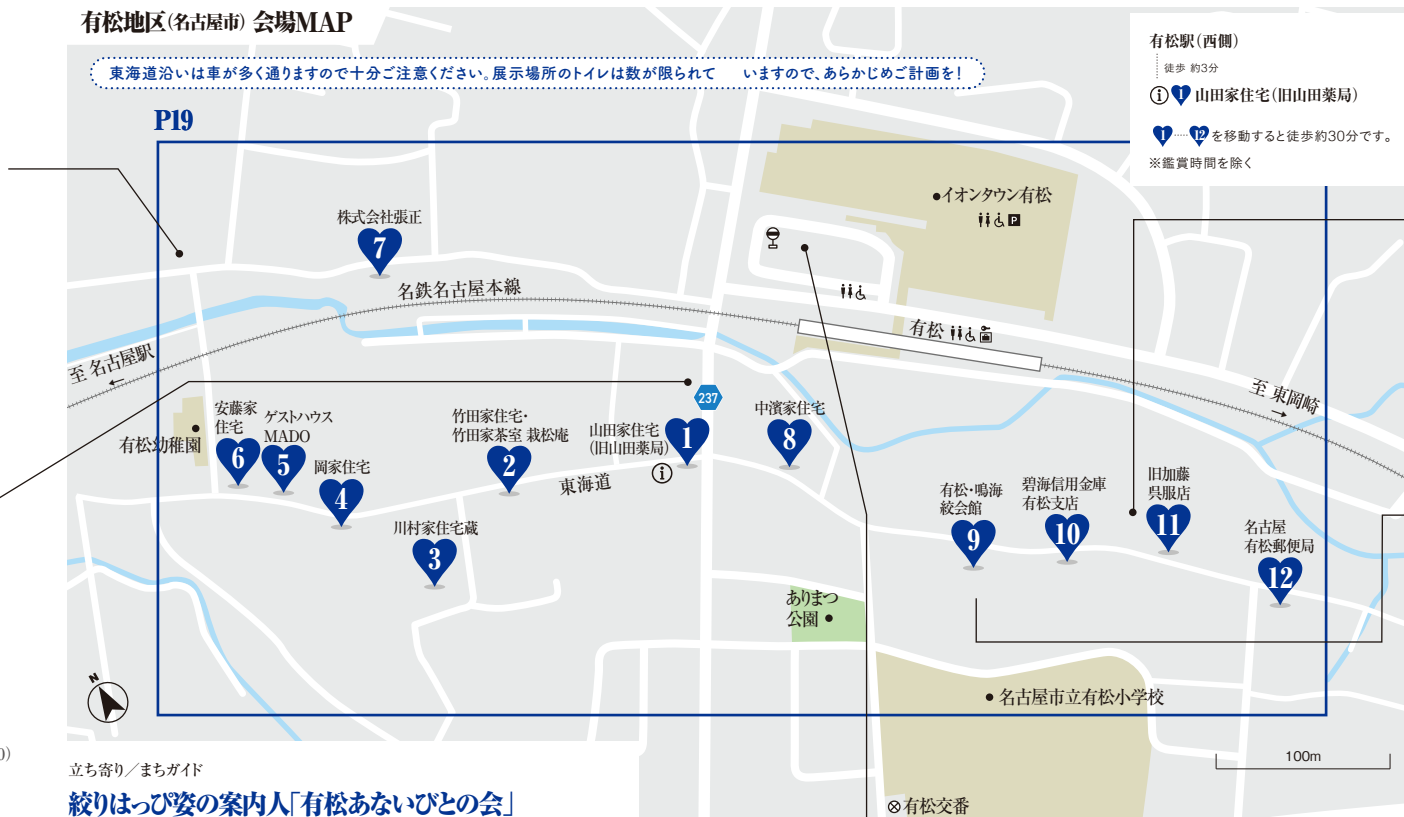 有松地区(名古屋市) 会場MAP
東海道沿いは車が多く通りますので十分ご注意ください。展示場所のトイレは数が限られて いますので、あらかじめご計画を!
有松駅(西側)
徒歩 約3分
i 1 山田家住宅(旧山田薬局)
1……12を移動すると徒歩約30分です。
※鑑賞時間を除く
P19
イオンタウン有松
P
株式会社張正
7
名鉄名古屋本線
有松
至 名古屋駅
←
至 東岡崎
→
237
有松幼稚園
安藤家
住宅
6
ゲストハウス
MADO
5
岡家住宅
4
竹田家住宅・
竹田家茶室 栽松庵
2
川村家住宅蔵
3
東海道
山田家住宅
(旧山田薬局)
1
i
中濱家住宅
8
有松・鳴海
絞会館
9
碧海信用金庫
有松支店
10
旧加藤
呉服店
11
名古屋
有松郵便局
12
ありまつ
公園
名古屋市立有松小学校
N
100m
有松交番
0)
立ち寄り/まちガイド
絞りはっぴ姿の案内人「有松あないびとの会」